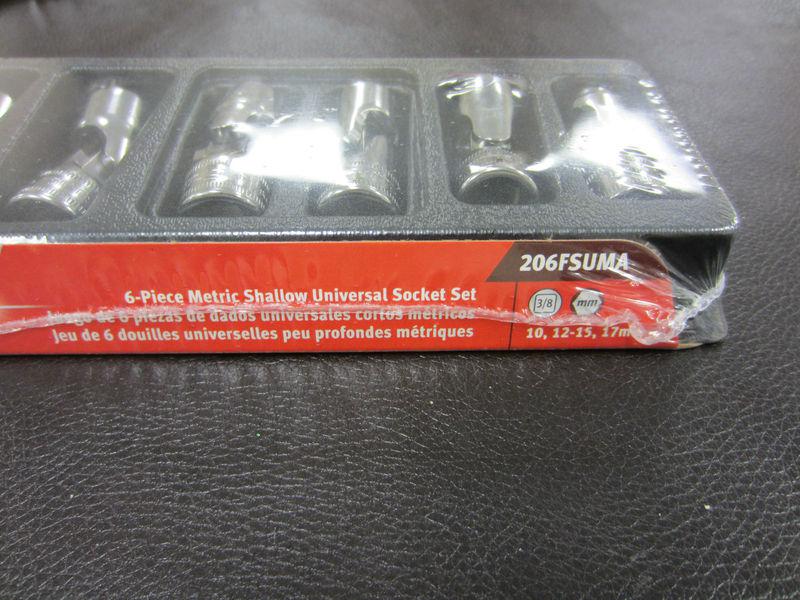 206FSUMA
6-Piece Metric Shallow Universal Socket Set
Juego de 6 piezas de dados universales cortos métricos
Jeu de 6 douilles universelles peu profondes métriques
3/8 mm
10, 12-15, 17m